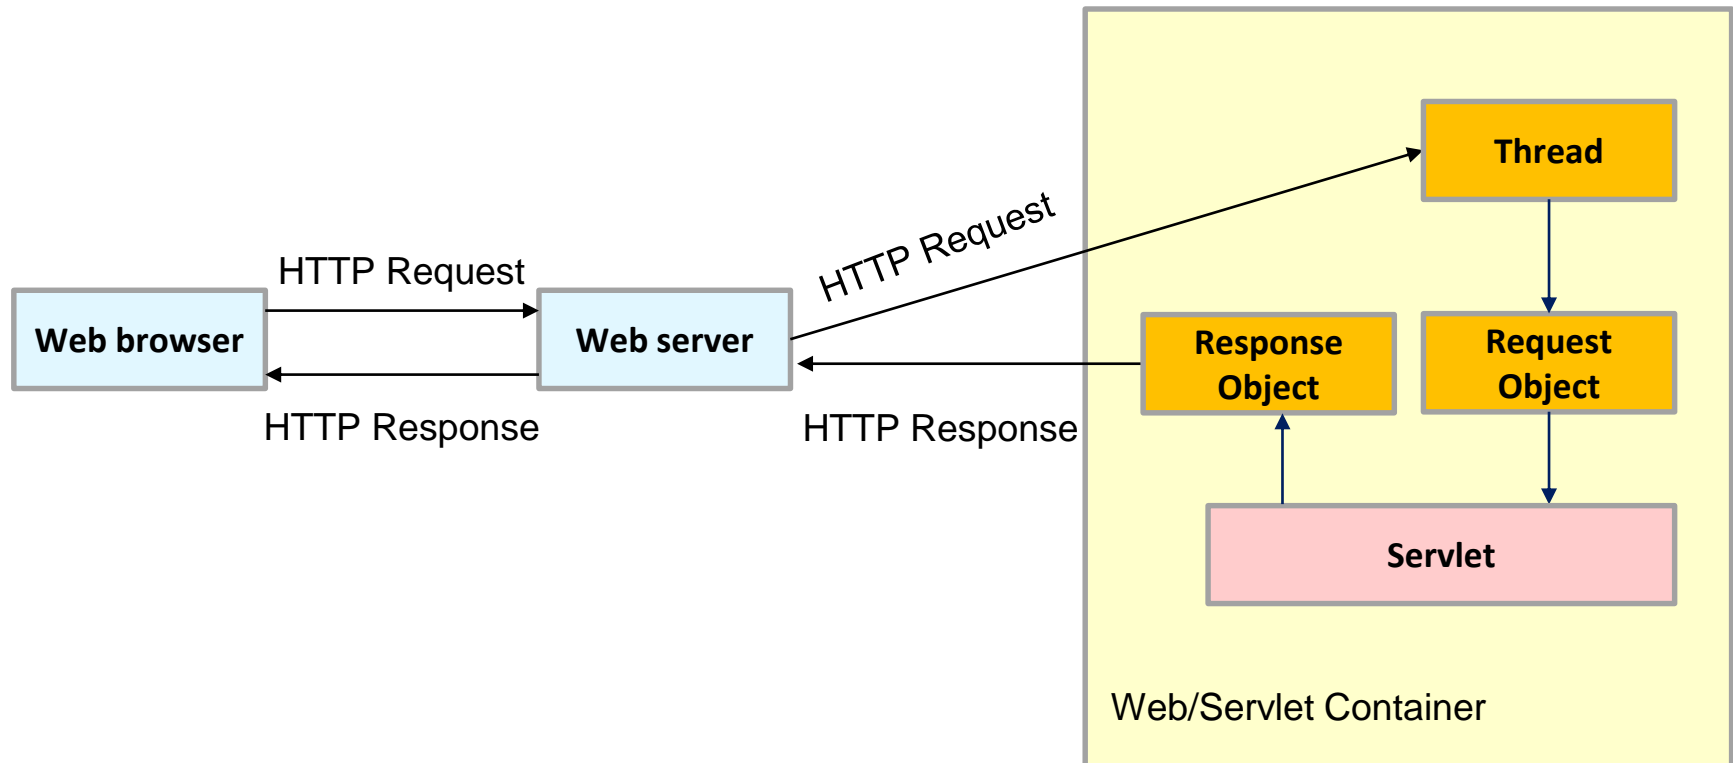 Thread
HTTP Request
HTTP Request
Web browser
Web server
Response
Object
Request
Object
HTTP Response
HTTP Response
Servlet
Web/Servlet Container